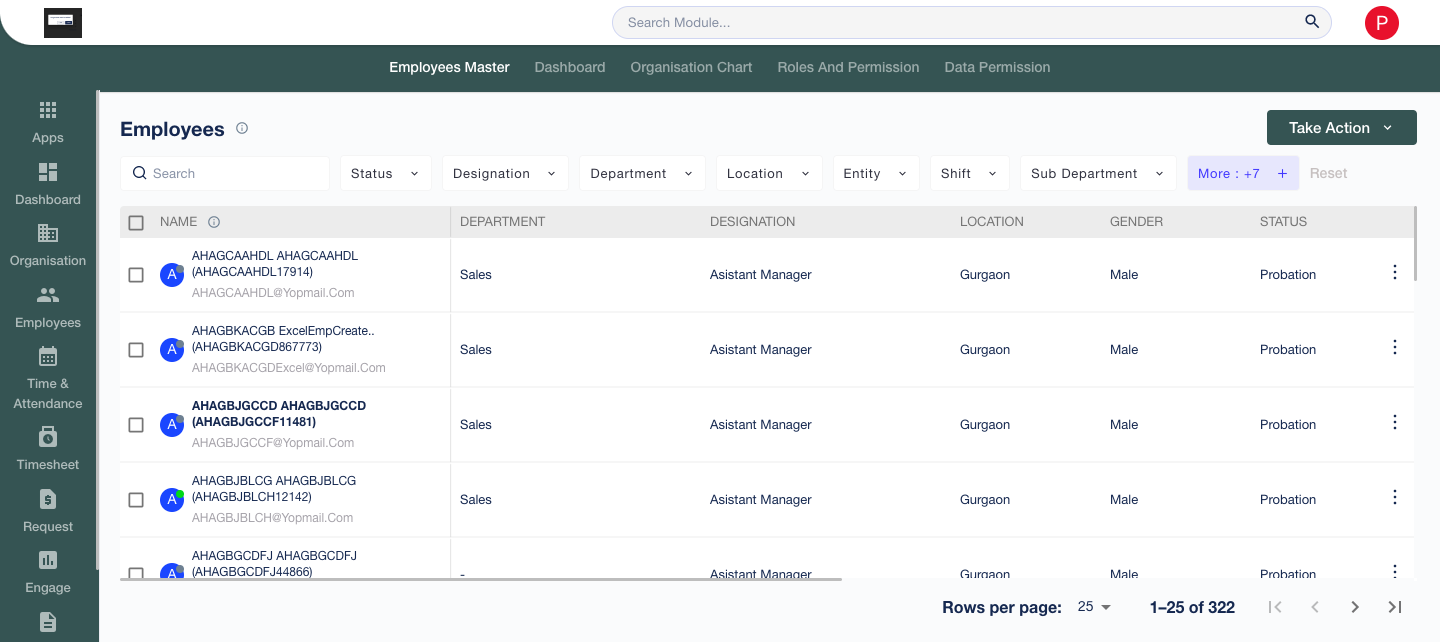 Search Module...
P
Employees Master Dashboard Organisation Chart Roles And Permission Data Permission
Apps
Dashboard
Organisation
Employees
Time &
Attendance
Timesheet
Request
Engage
Employees
Take Action
Search Status Designation Department Location Entity Shift Sub Department More : +7 + Reset
NAME DEPARTMENT DESIGNATION LOCATION GENDER STATUS
AHAGCAAHDL AHAGCAAHDL
(AHAGCAAHDL17914)
AHAGCAAHDL@Yopmail.Com
A Sales Asistant Manager Gurgaon Male Probation
AHAGBKACGB ExcelEmpCreate..
(AHAGBKACGD867773)
AHAGBKACGDExcel@Yopmail.Com
A Sales Asistant Manager Gurgaon Male Probation
AHAGBJGCCD AHAGBJGCCD
(AHAGBJGCCF11481)
AHAGBJGCCF@Yopmail.Com
A Sales Asistant Manager Gurgaon Male Probation
AHAGBJBLCG AHAGBJBLCG
(AHAGBJBLCH12142)
AHAGBJBLCH@Yopmail.Com
A Sales Asistant Manager Gurgaon Male Probation
AHAGBGCDFJ AHAGBGCDFJ
(AHAGBGCDFJ44866)
A - Asistant Manager Gurgaon Male Probation
Rows per page: 25 1–25 of 322